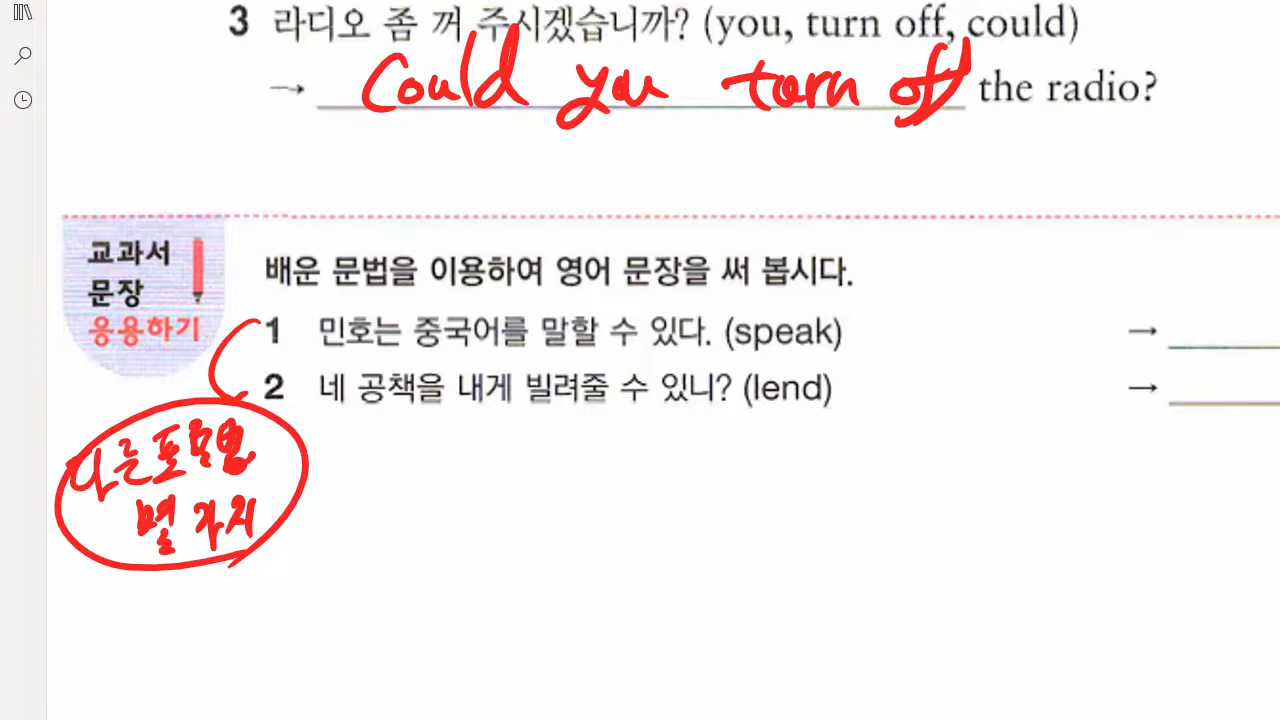 3 라디오 좀 꺼 주시겠습니까? (you, turn off, could)
→ Could you turn off the radio?
교과서
문장
응용하기
배운 문법을 이용하여 영어 문장을 써 봅시다.
1 민호는 중국어를 말할 수 있다. (speak) →
2 네 공책을 내게 빌려줄 수 있니? (lend) →
다른
가지